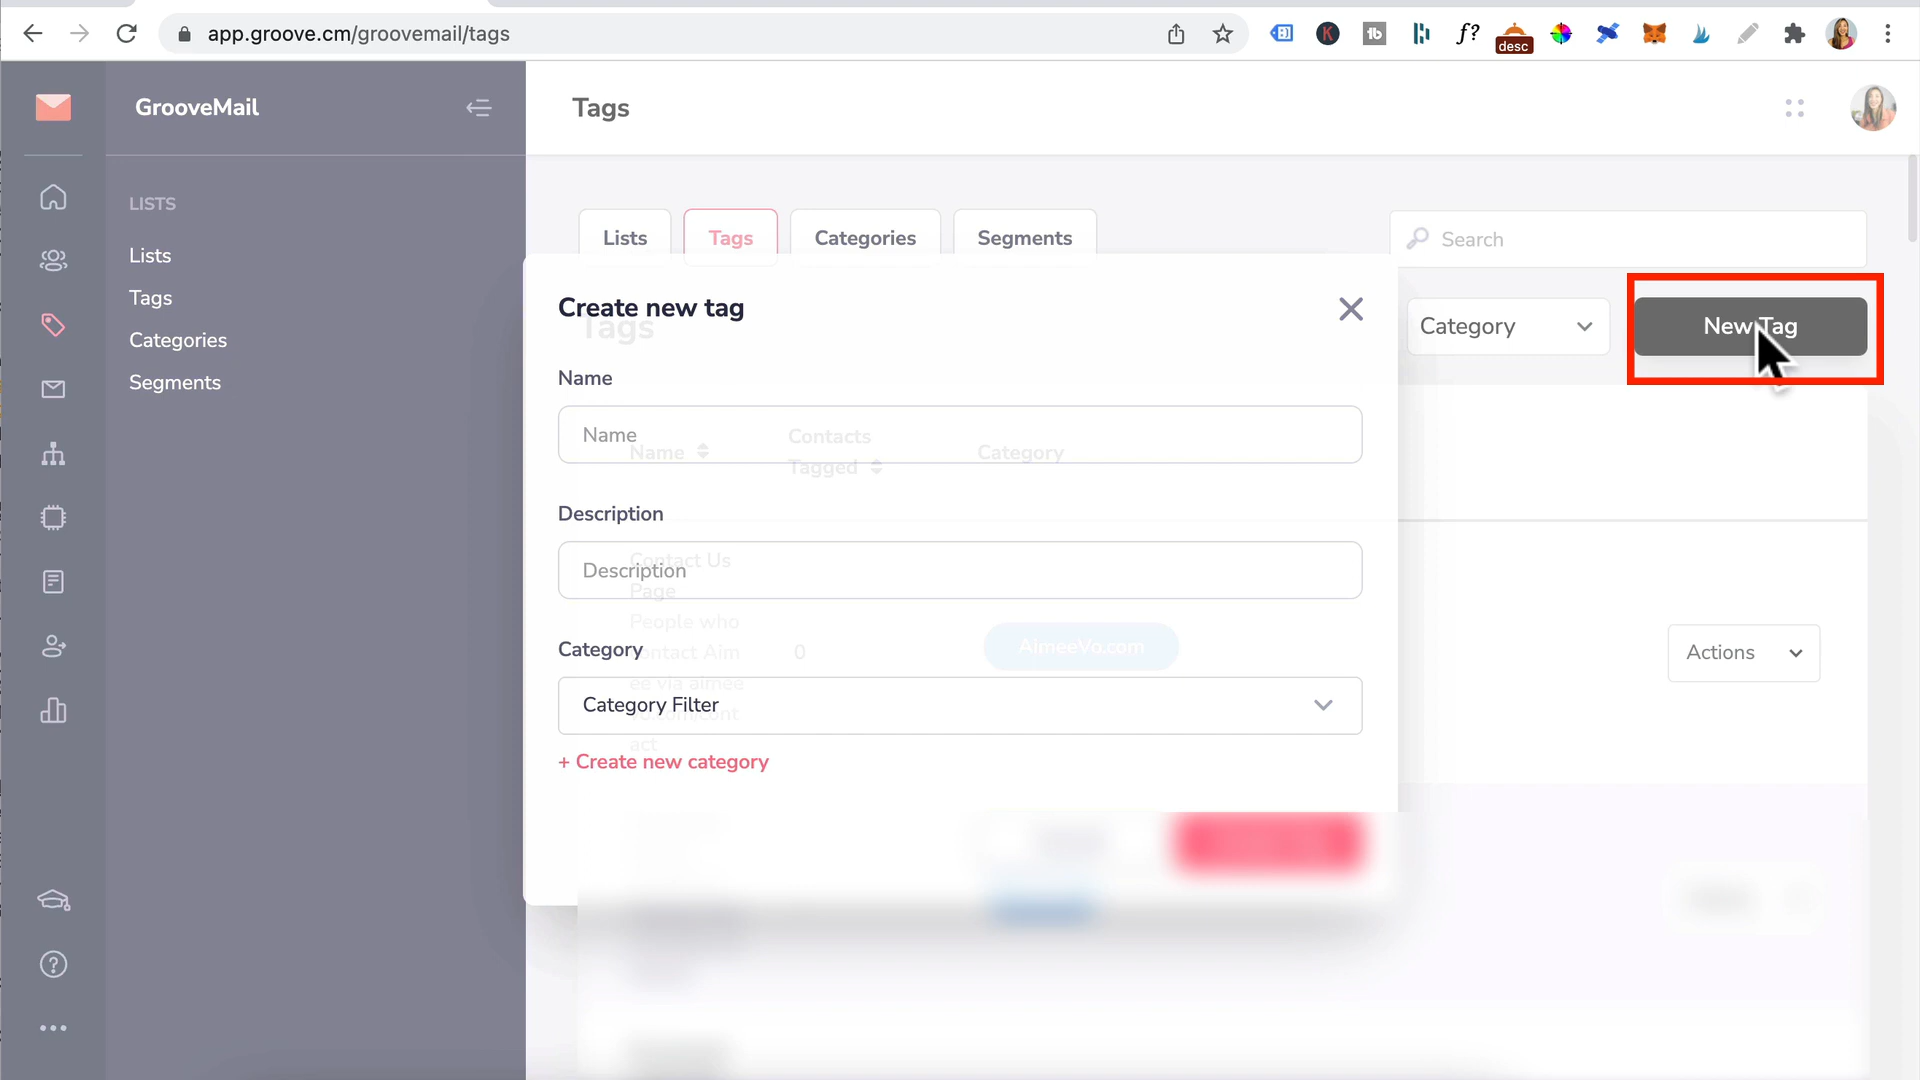 app.groove.cm/groovemail/tags
f?
desc
GrooveMail
Tags
LISTS
Lists
Tags
Categories
Segments
Lists
Tags
Categories
Segments
Search
Create new tag
Tags
Category
New Tag
Name
Name
Name
Contacts
Tagged
Category
Description
Contact Us
Description
Page
People who
Category
ontact Aim
0
AimeeVo.com
Actions
ee via aimee
Category Filter
vo.com/cont
act
+ Create new category